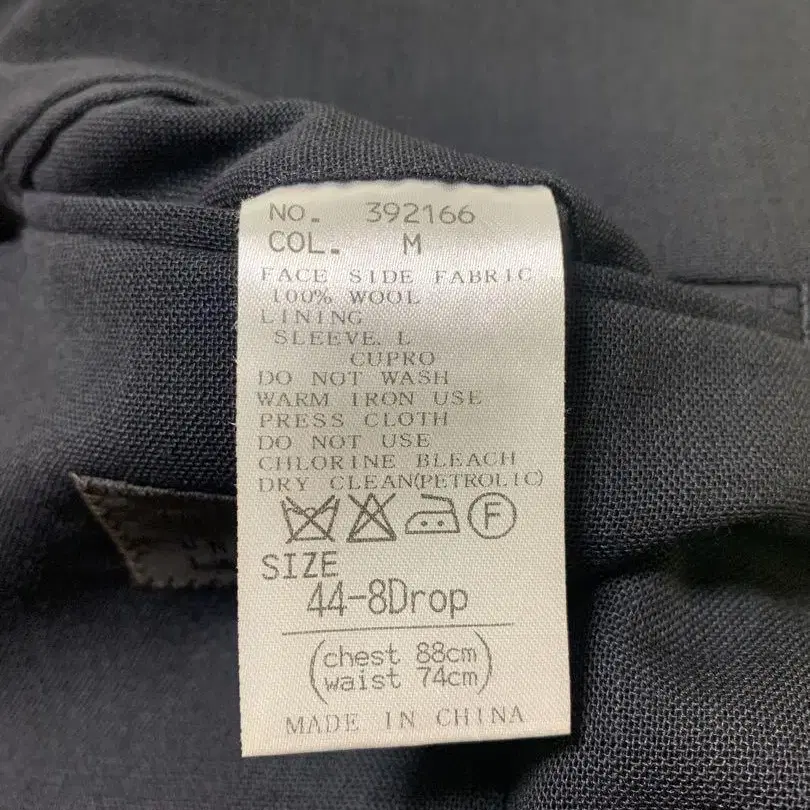 NO. 392166
COL. M
FACE SIDE FABRIC
100% WOOL
LINING
SLEEVE. L
CUPRO
DO NOT WASH
WARM IRON USE
PRESS CLOTH
DO NOT USE
CHLORINE BLEACH
DRY CLEAN(PETROLIC)
F
SIZE
44-8Drop
(chest 88cm
waist 74cm)
MADE IN CHINA